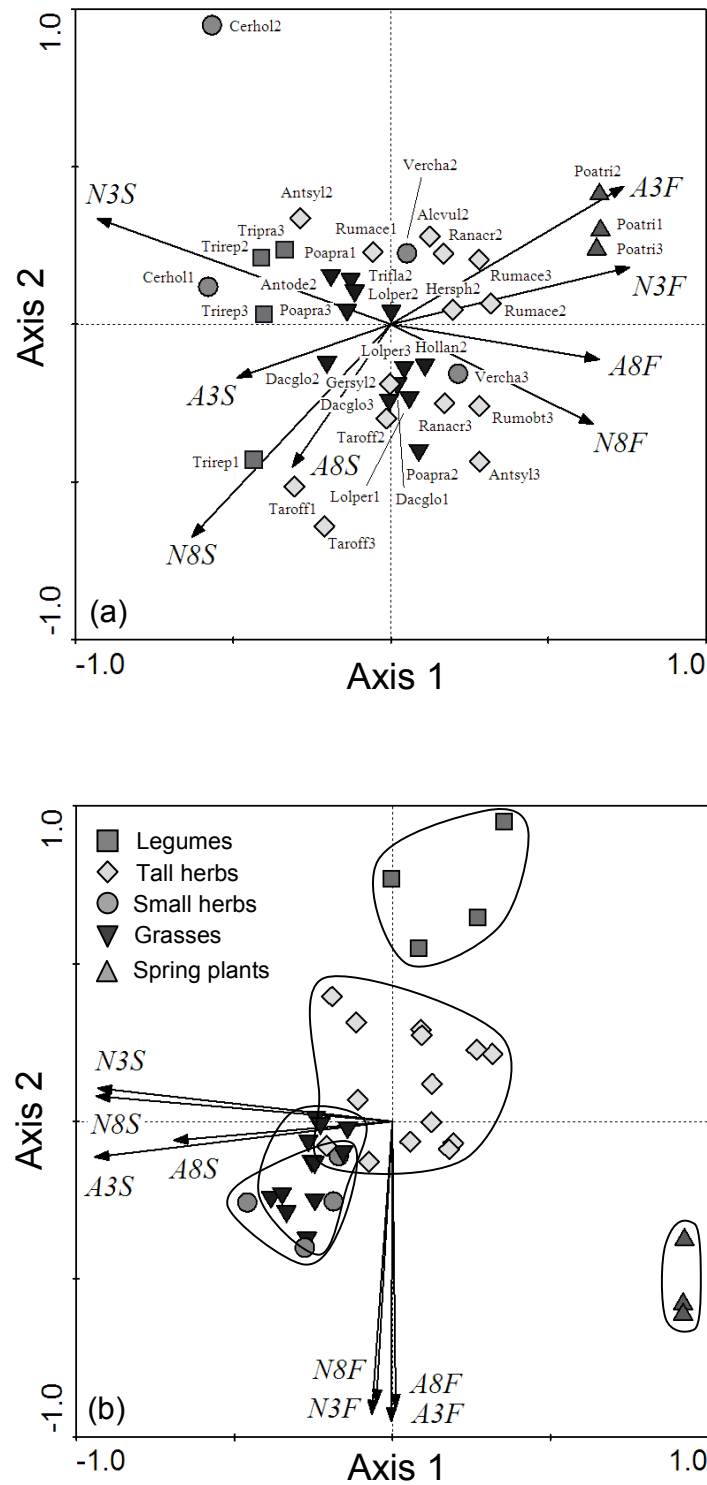 1.0
Cerhol2
Vercha2
Poatri2
A3F
Antsyl2
Alcvul2
N3S
Tripra3
Rumace1
Ranacr2
Poatri1
Trirep2
Poapra1
Poatri3
Trifla2
Rumace3
Cerhol1
Antode2
Hersph2
N3F
Lolper2
Trirep3
Poapra3
Rumace2
Axis 2
Lolper3
Hollan2
A8F
Dacglo2
Gersyl2
Vercha3
A3S
Dacglo3
Ranacr3
Rumobt3
Taroff2
N8F
Trirep1
A8S
Poapra2
Antsyl3
Lolper1
Taroff1
Dacglo1
N8S
Taroff3
(a)
-1.0
-1.0
Axis 1
1.0
1.0
Legumes
Tall herbs
Small herbs
Grasses
Spring plants
N3S
Axis 2
N8S
A8S
A3S
N8F
A8F
(b)
N3F
A3F
-1.0
-1.0
Axis 1
1.0